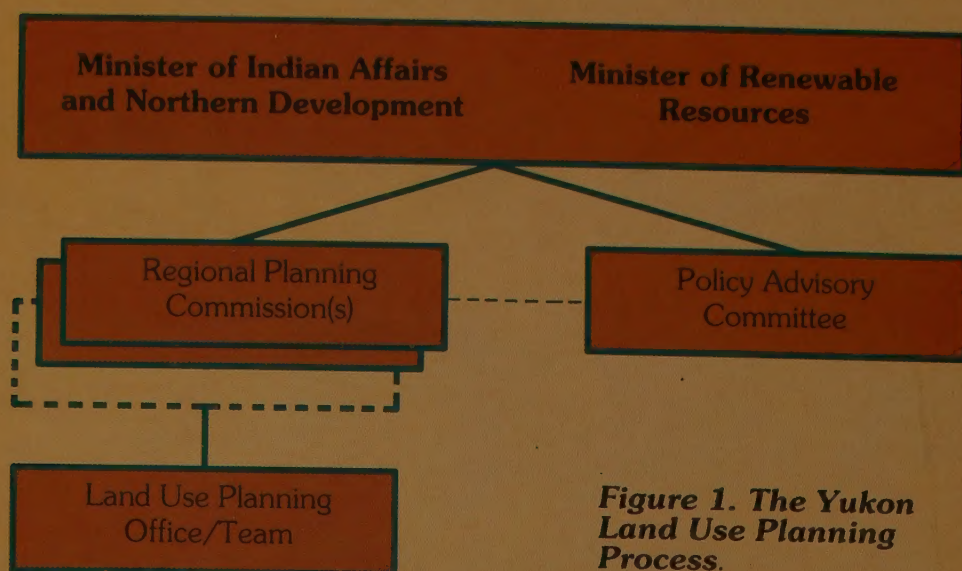 Minister of Indian Affairs
and Northern Development
Minister of Renewable
Resources
Regional Planning
Commission(s)
Policy Advisory
Committee
Land Use Planning
Office/Team
Figure 1. The Yukon
Land Use Planning
Process.